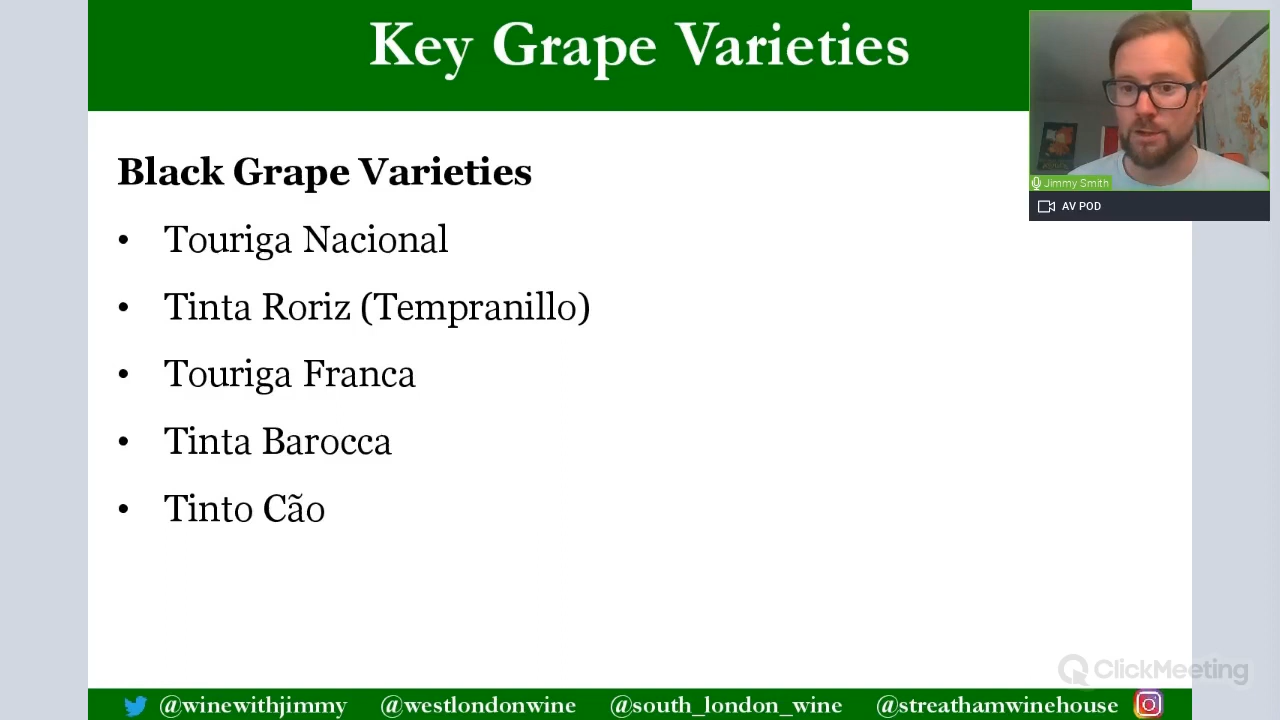 Key Grape Varieties
Black Grape Varieties
• Touriga Nacional
• Tinta Roriz (Tempranillo)
• Touriga Franca
• Tinta Barocca
• Tinto Cão
Jimmy Smith
AV POD
ClickMeeting
@winewithjimmy @westlondonwine @south_london_wine @streathamwinehouse